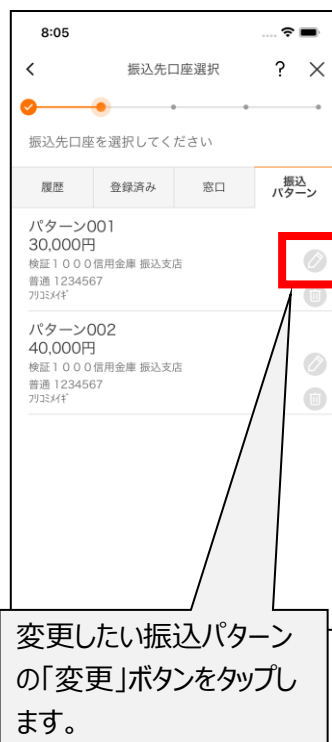 8:05
振込先口座選択 ?
振込先口座を選択してください
履歴 登録済み 窓口 振込
パターン
パターン001
30,000円
検証1000信用金庫 振込支店
普通 1234567
フリコミメイギ
パターン002
40,000円
検証1000信用金庫 振込支店
普通 1234567
フリコミメイギ
変更したい振込パターン
の「変更」ボタンをタップし
ます。